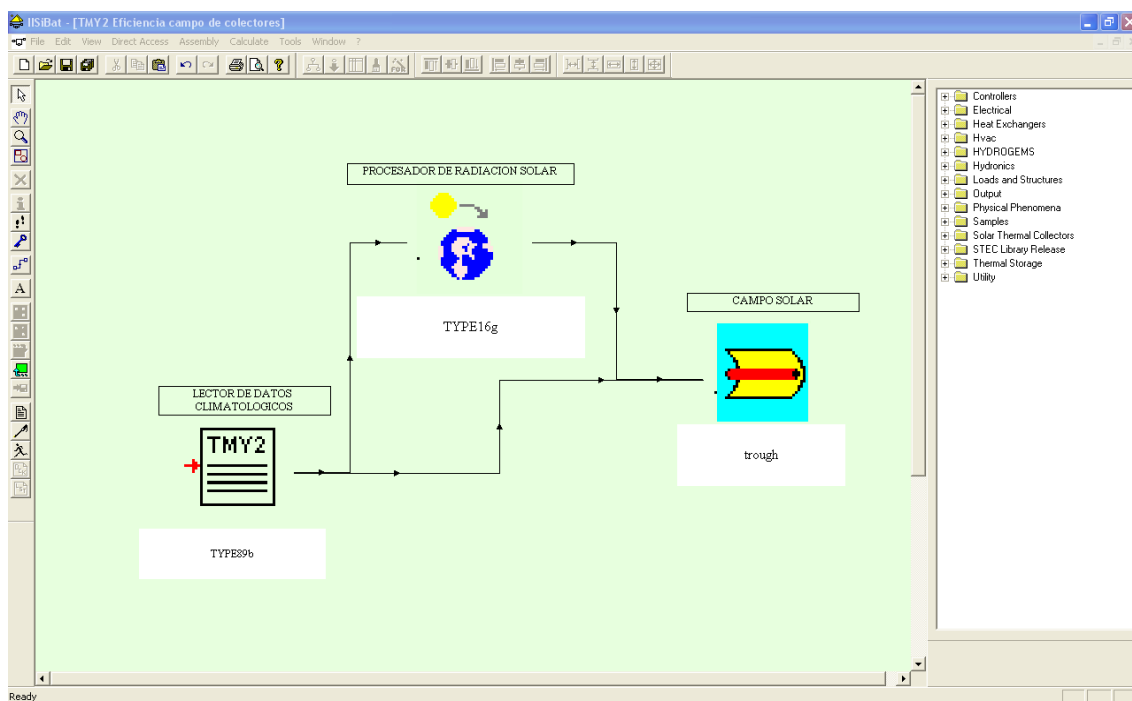 IISiBat - [TMY2 Eficiencia campo de colectores]
File Edit View Direct Access Assembly Calculate Tools Window ?
PROCESADOR DE RADIACION SOLAR
TYPE16g
CAMPO SOLAR
trough
LECTOR DE DATOS
CLIMATOLOGICOS
TMY2
TYPE89b
Controllers
Electrical
Heat Exchangers
Hvac
HYDROGEMS
Hydronics
Loads and Structures
Output
Physical Phenomena
Samples
Solar Thermal Collectors
STEC Library Release
Thermal Storage
Utility
Ready